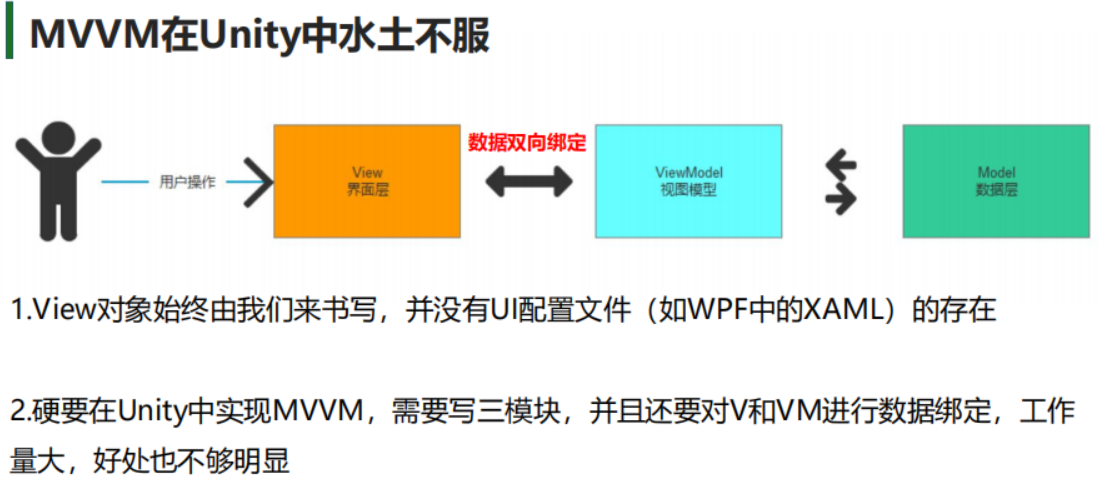 MVVM在Unity中水土不服
数据双向绑定
用户操作
View
界面层
ViewModel
视图模型
Model
数据层
1.View对象始终由我们来书写，并没有UI配置文件（如WPF中的XAML）的存在
2.硬要在Unity中实现MVVM，需要写三模块，并且还要对V和VM进行数据绑定，工作
量大，好处也不够明显